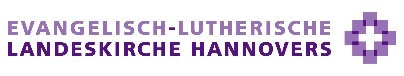 EVANGELISCH-LUTHERISCHE
LANDESKIRCHE HANNOVERS